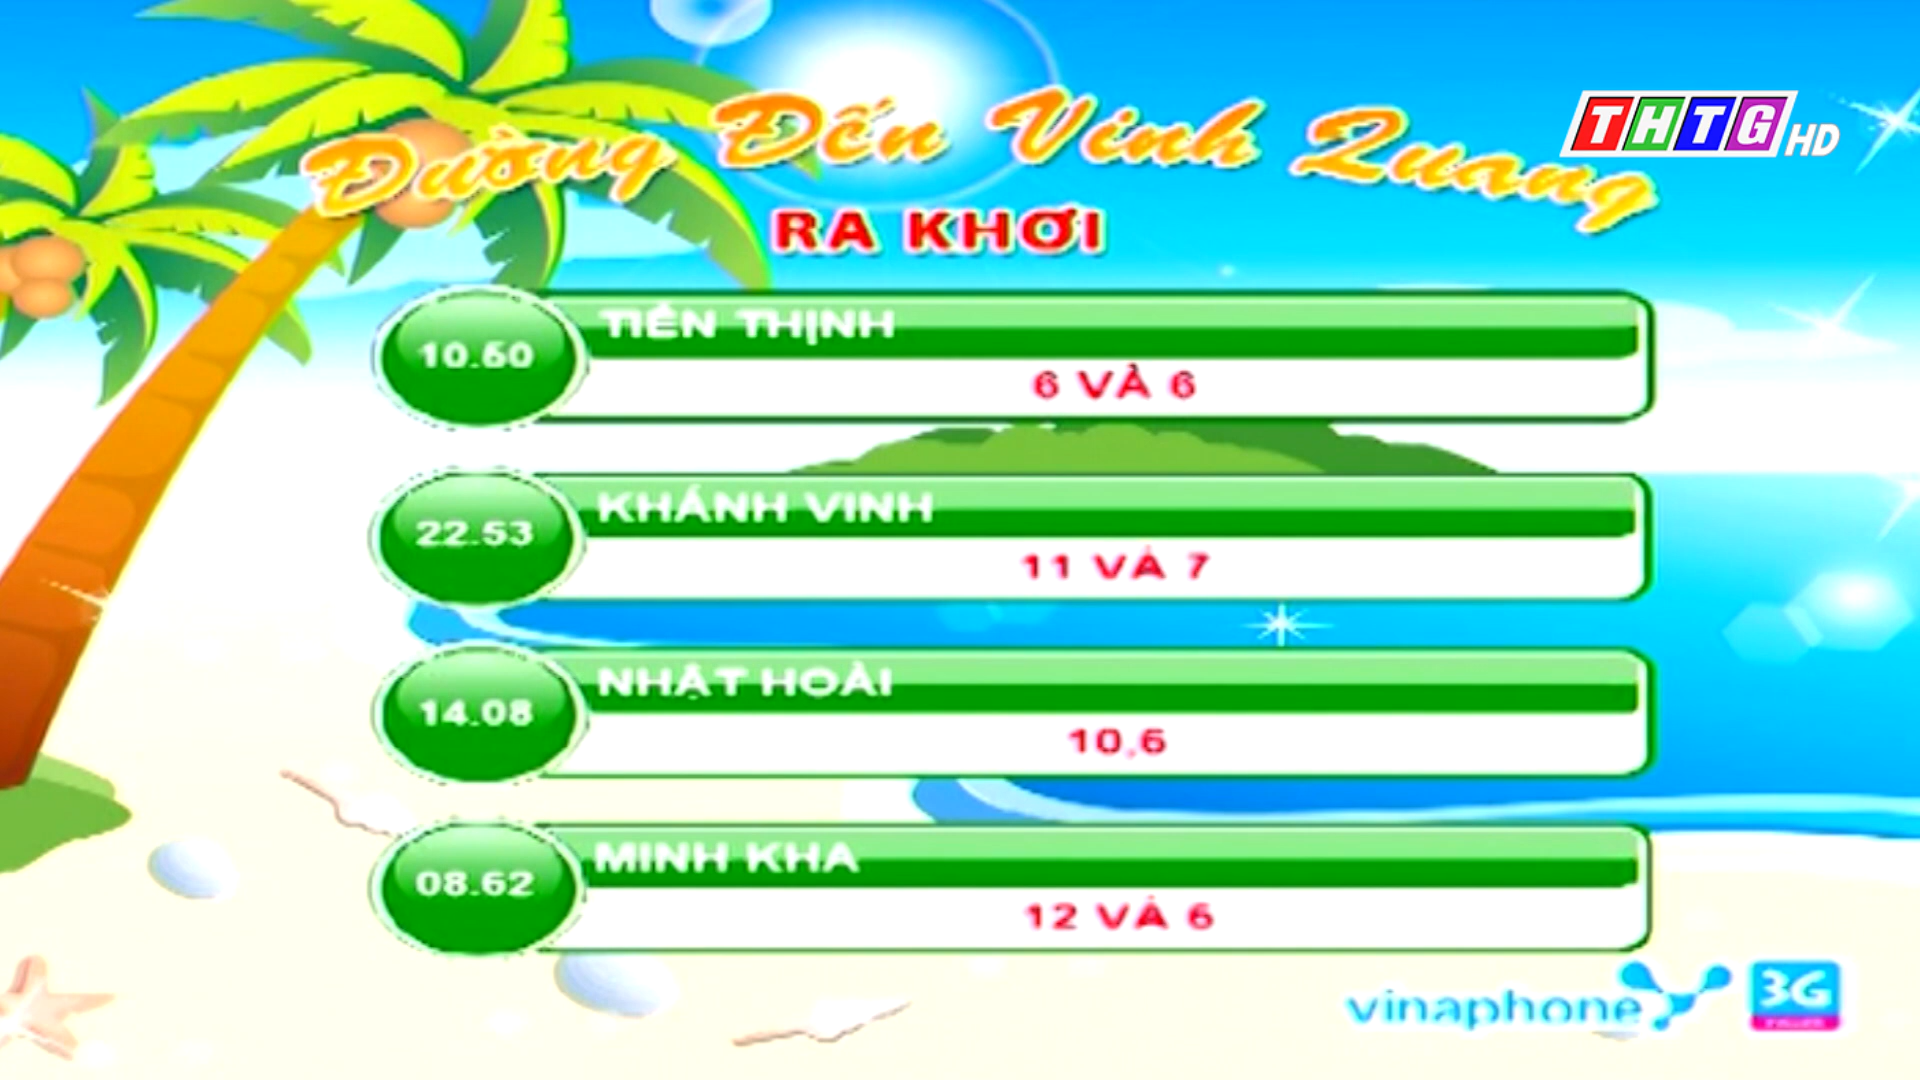 Đường Đến Vinh Quang
THTG HD
RA KHƠI
TIẾN THỊNH
10.50
6 VÀ 6
KHÁNH VINH
22.53
11 VÀ 7
NHẬT HOÀI
14.08
10,6
MINH KHA
08.62
12 VÀ 6
vinaphone
3G